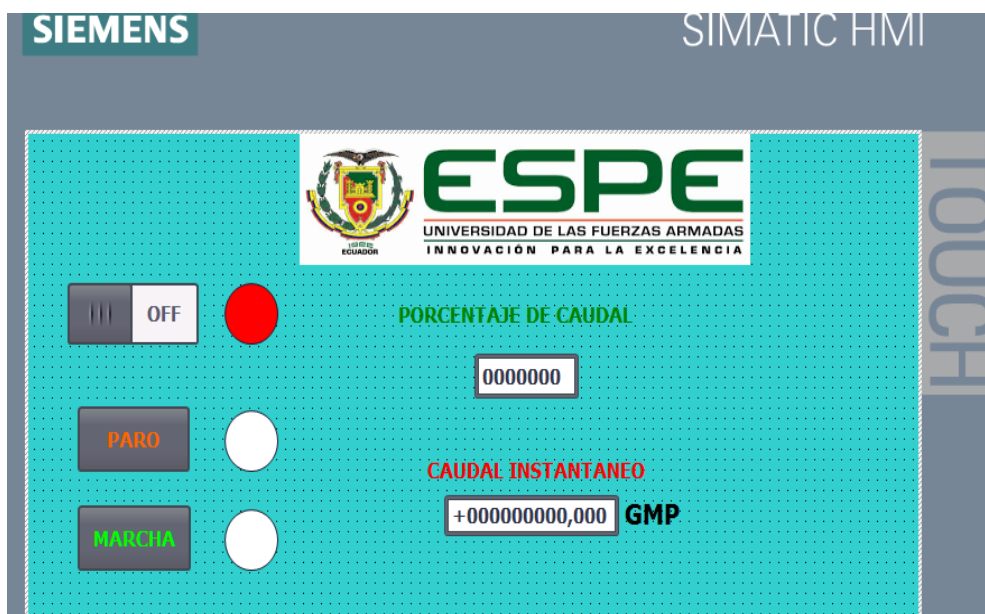 SIEMENS
SIMATIC HMI
TOUCH
ESPE
UNIVERSIDAD DE LAS FUERZAS ARMADAS
INNOVACIÓN PARA LA EXCELENCIA
ECUADOR
OFF
PORCENTAJE DE CAUDAL
0000000
PARO
CAUDAL INSTANTANEO
+000000000,000 GMP
MARCHA